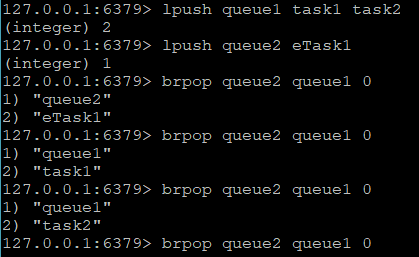 127.0.0.1:6379> lpush queue1 task1 task2
(integer) 2
127.0.0.1:6379> lpush queue2 eTask1
(integer) 1
127.0.0.1:6379> brpop queue2 queue1 0
1) "queue2"
2) "eTask1"
127.0.0.1:6379> brpop queue2 queue1 0
1) "queue1"
2) "task1"
127.0.0.1:6379> brpop queue2 queue1 0
1) "queue1"
2) "task2"
127.0.0.1:6379> brpop queue2 queue1 0